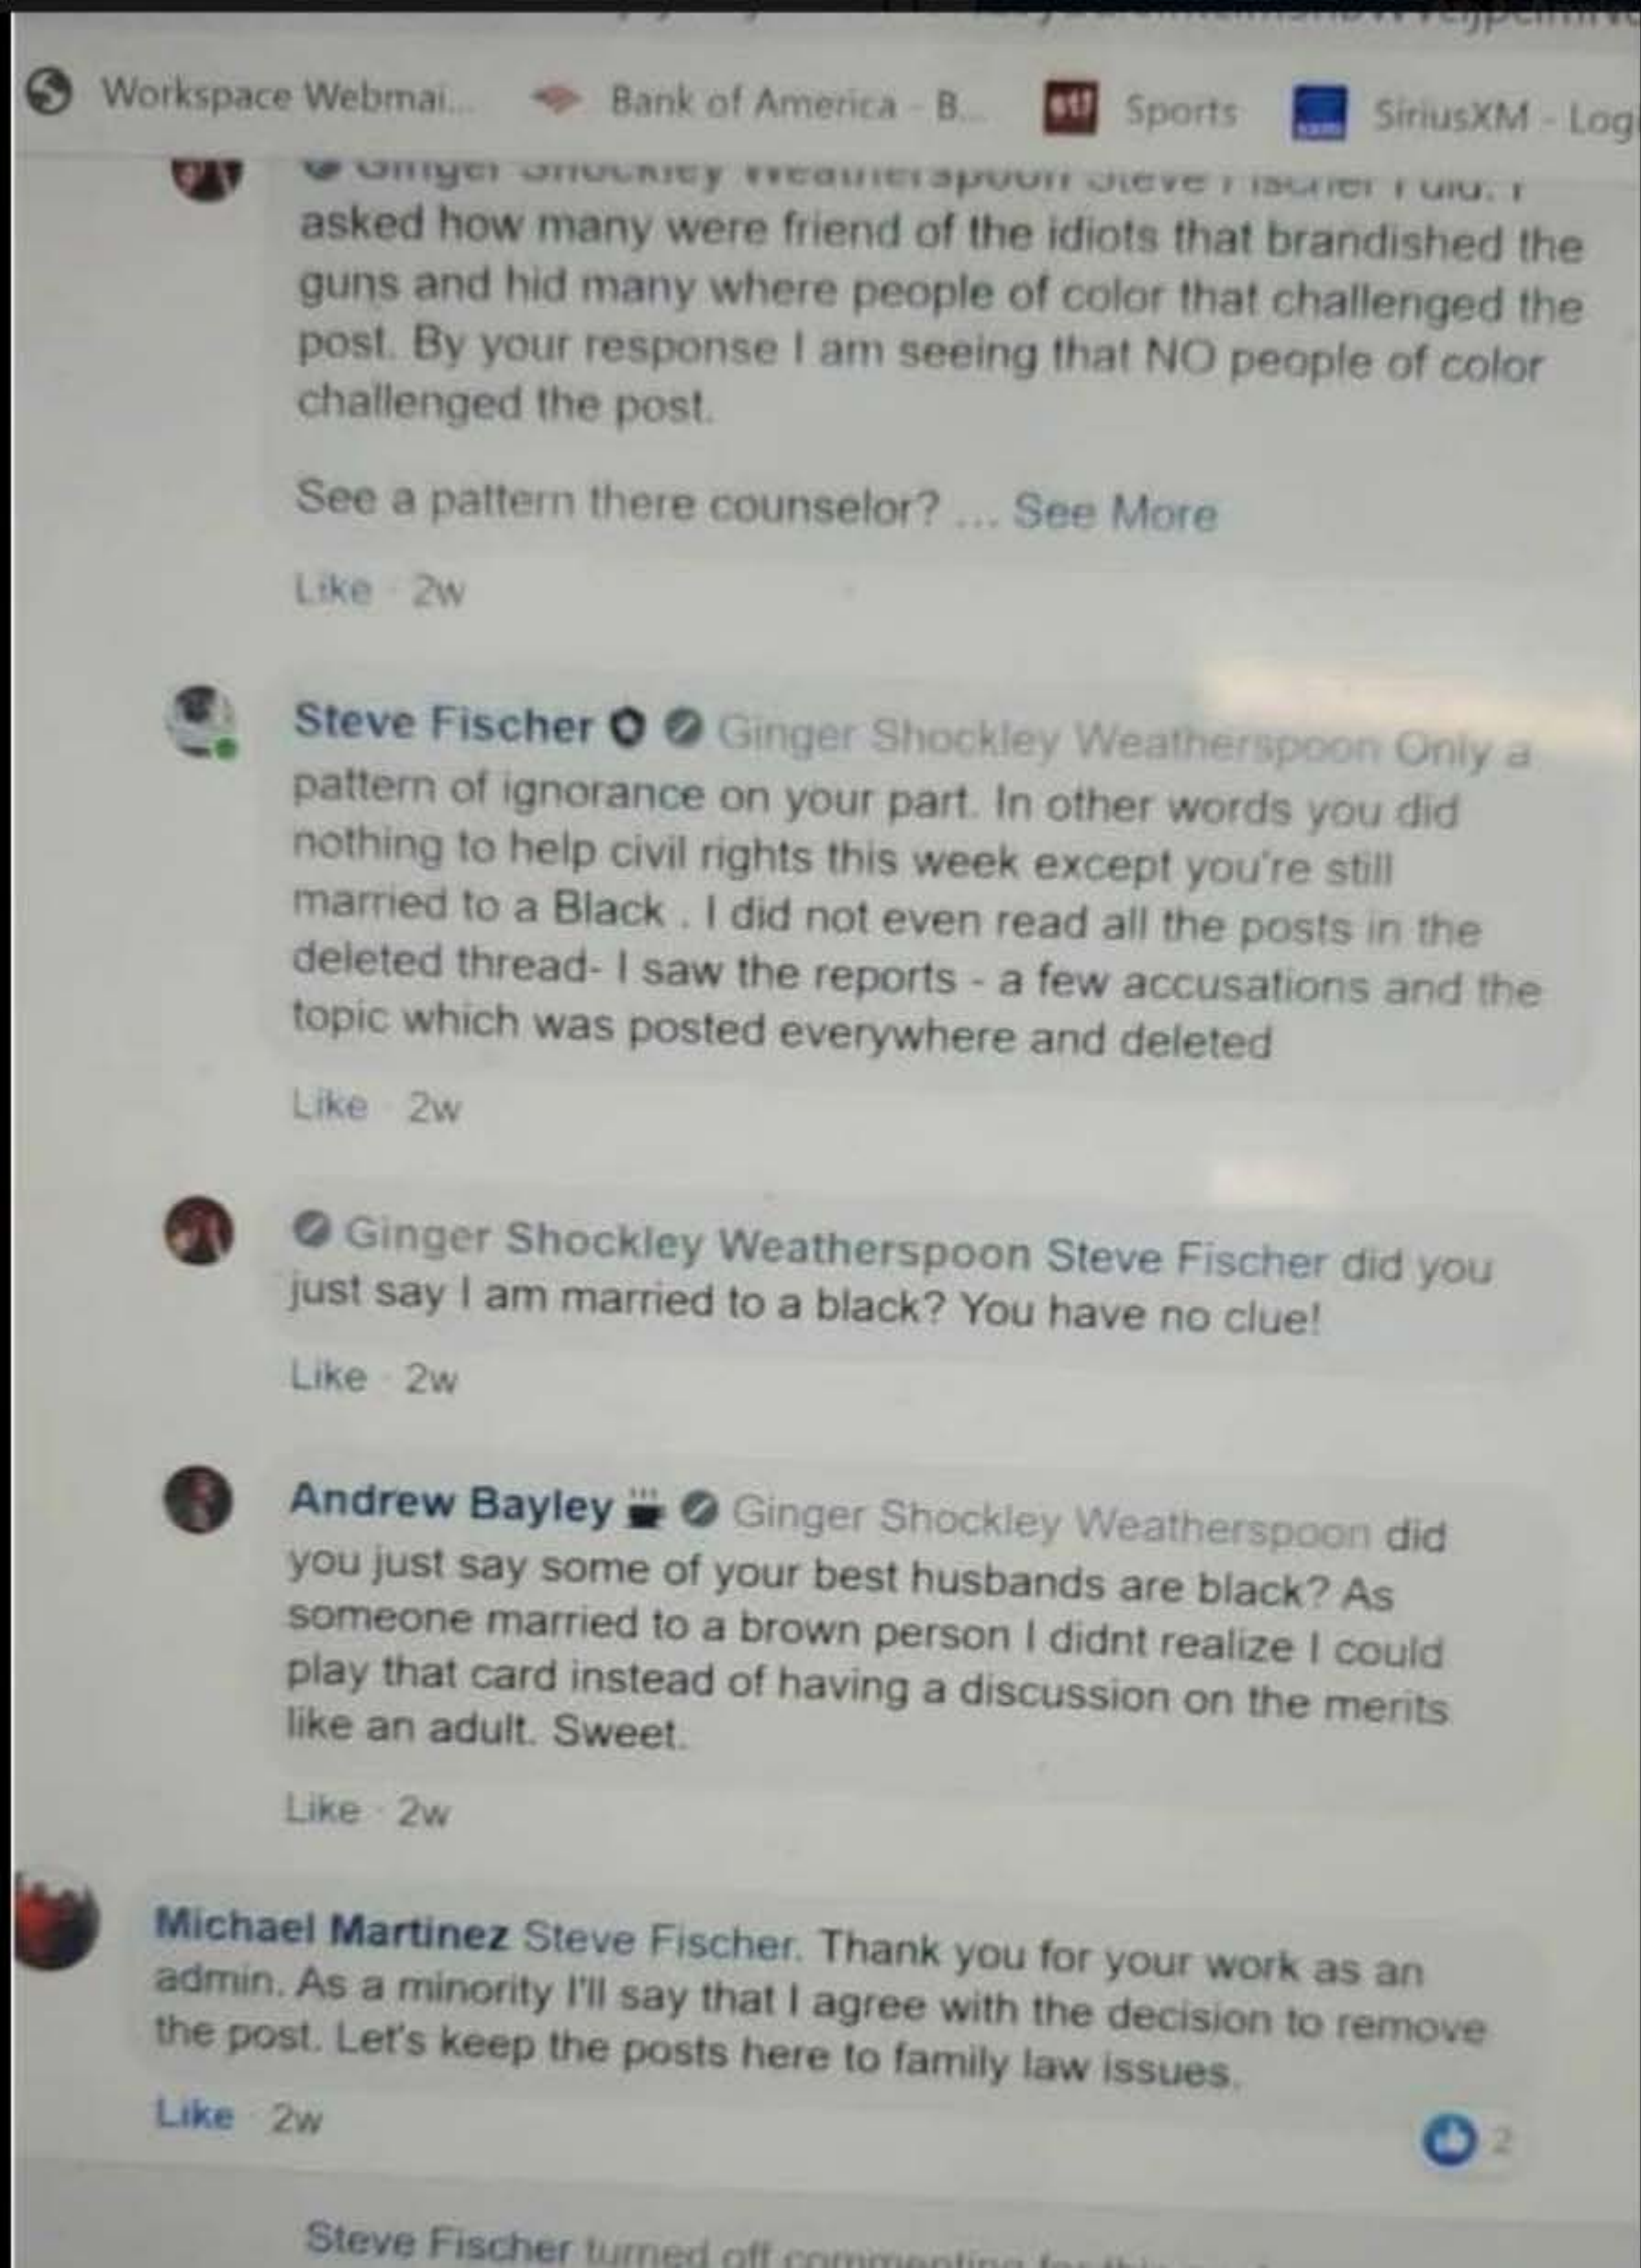 Workspace Webmai... Bank of America - B... stl Sports SiriusXM - Log
Ginger Shockley Weatherspoon Steve Fischer I did. I
asked how many were friend of the idiots that brandished the
guns and hid many where people of color that challenged the
post. By your response I am seeing that NO people of color
challenged the post.
See a pattern there counselor? ... See More
Like · 2w
Steve Fischer Ginger Shockley Weatherspoon Only a
pattern of ignorance on your part. In other words you did
nothing to help civil rights this week except you're still
married to a Black . I did not even read all the posts in the
deleted thread- I saw the reports - a few accusations and the
topic which was posted everywhere and deleted
Like · 2w
Ginger Shockley Weatherspoon Steve Fischer did you
just say I am married to a black? You have no clue!
Like · 2w
Andrew Bayley Ginger Shockley Weatherspoon did
you just say some of your best husbands are black? As
someone married to a brown person I didnt realize I could
play that card instead of having a discussion on the merits
like an adult. Sweet.
Like · 2w
Michael Martinez Steve Fischer. Thank you for your work as an
admin. As a minority I'll say that I agree with the decision to remove
the post. Let's keep the posts here to family law issues.
Like · 2w
2
Steve Fischer turned off commenting for this